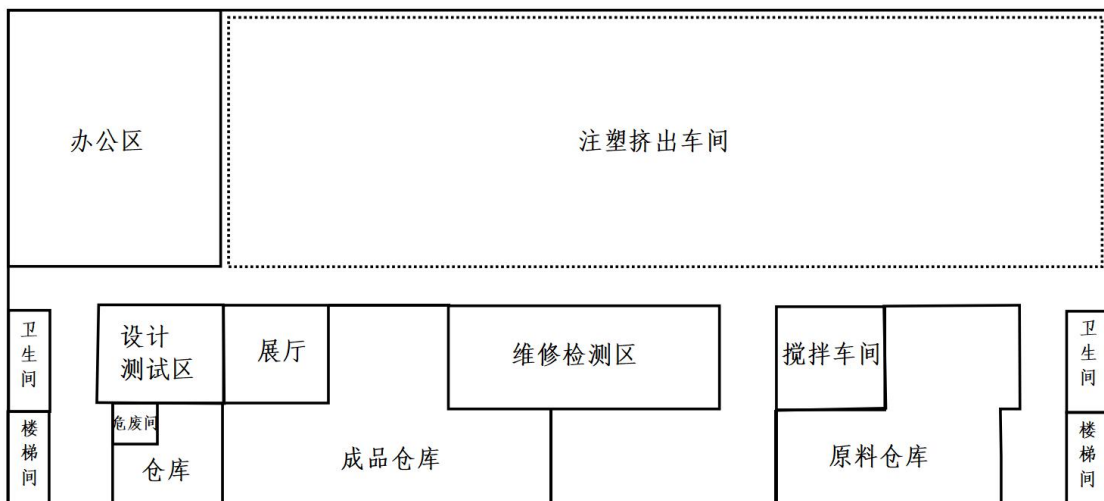 办公区
注塑挤出车间
卫生间
设计
测试区
展厅
维修检测区
搅拌车间
卫生间
楼梯间
危废间
仓库
成品仓库
原料仓库
楼梯间